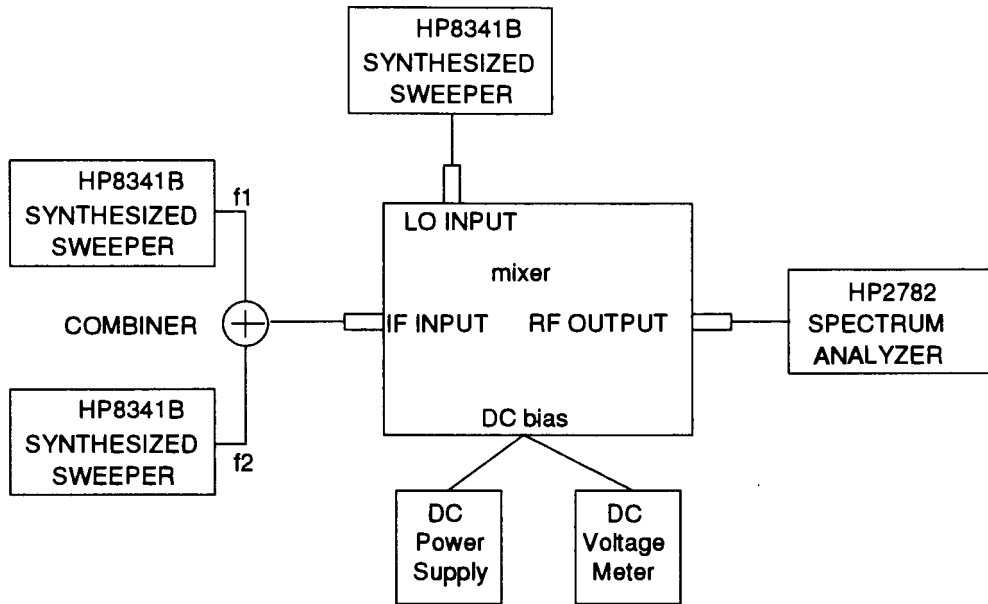 HP8341B
SYNTHESIZED
SWEEPER
HP8341B
SYNTHESIZED
SWEEPER
f1
LO INPUT
mixer
COMBINER
IF INPUT
RF OUTPUT
HP2782
SPECTRUM
ANALYZER
HP8341B
SYNTHESIZED
SWEEPER
f2
DC bias
DC
Power
Supply
DC
Voltage
Meter